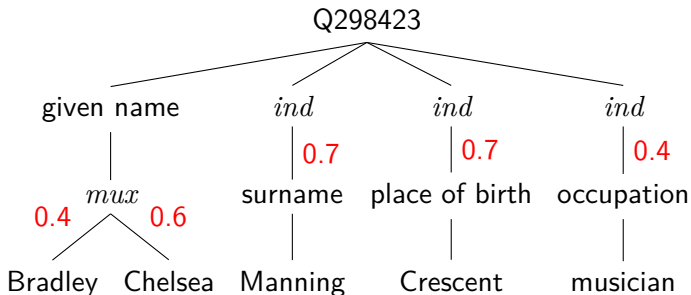 Q298423
given name ind ind ind
0.7 0.7 0.4
mux surname place of birth occupation
0.4 0.6
Bradley Chelsea Manning Crescent musician